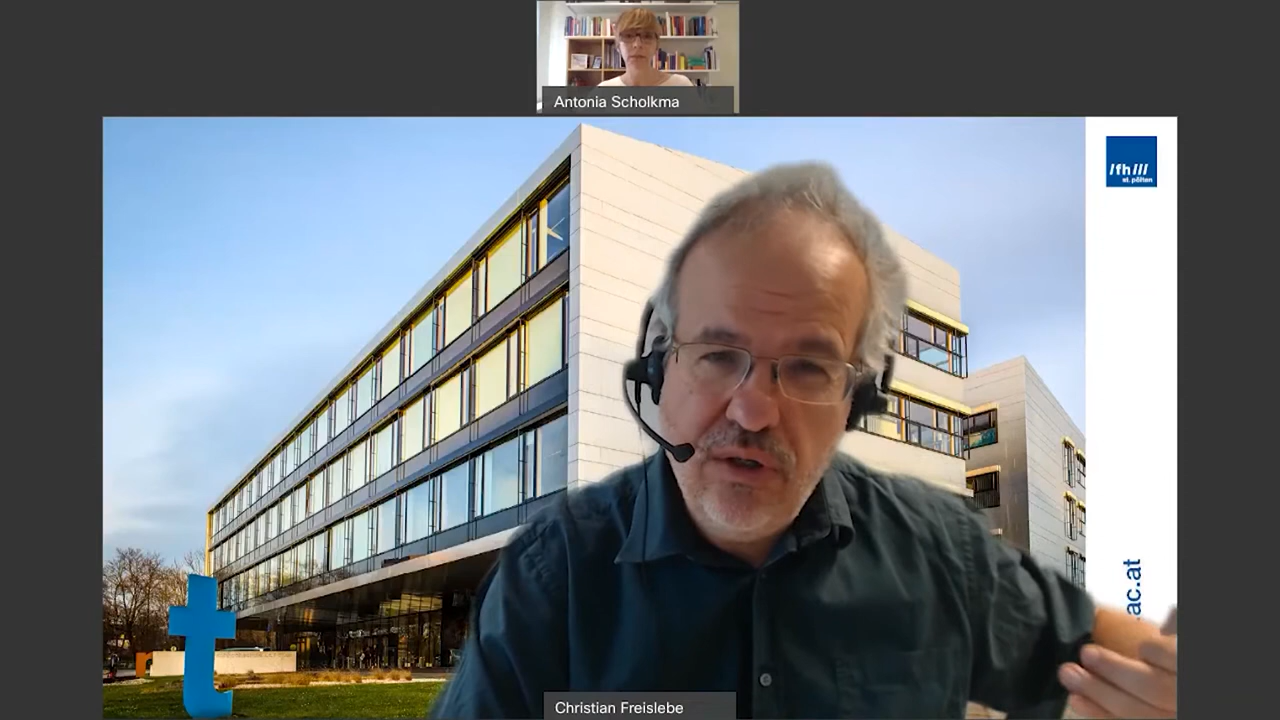 Antonia Scholkma
/fh///
st. pölten
.ac.at
t
Christian Freislebe